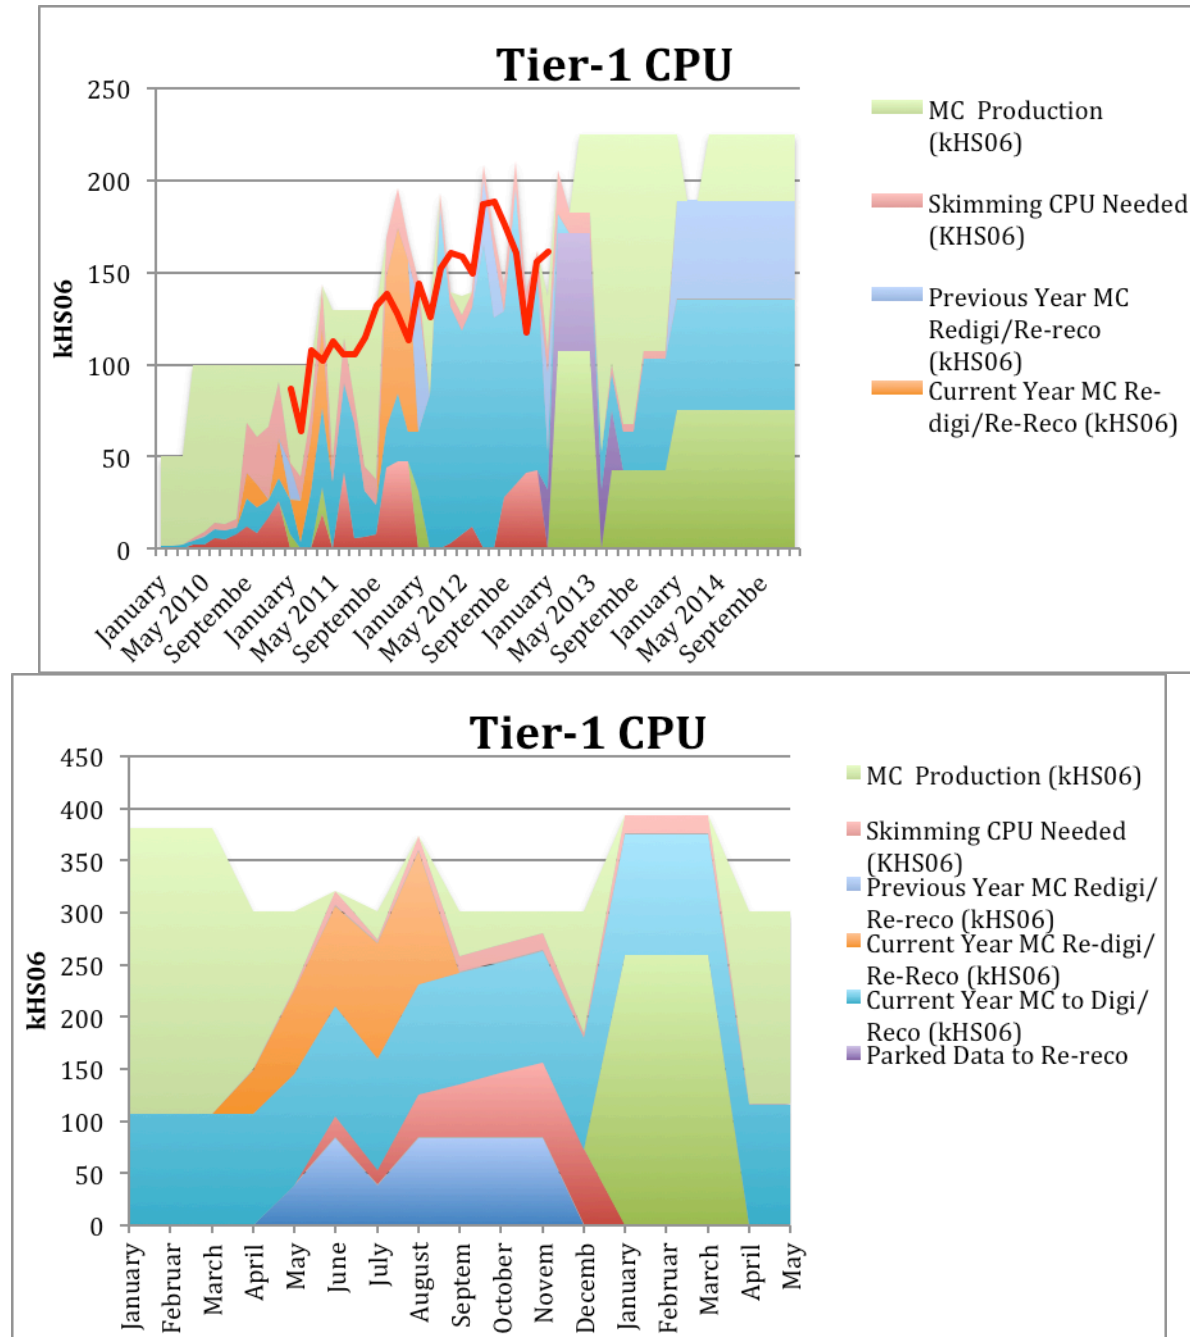 Tier-1 CPU
250
200
150
100
50
0
kHS06
January
May 2010
Septembe
January
May 2011
Septembe
January
May 2012
Septembe
January
May 2013
Septembe
January
May 2014
Septembe
MC  Production
(kHS06)
Skimming CPU Needed
(KHS06)
Previous Year MC
Redigi/Re-reco
(kHS06)
Current Year MC Re-
digi/Re-Reco (kHS06)
Tier-1 CPU
450
400
350
300
250
200
150
100
50
0
kHS06
January
Februar
March
April
May
June
July
August
Septem
October
Novem
Decemb
January
Februar
March
April
May
MC  Production (kHS06)
Skimming CPU Needed
(KHS06)
Previous Year MC Redigi/
Re-reco (kHS06)
Current Year MC Re-digi/
Re-Reco (kHS06)
Current Year MC to Digi/
Reco (kHS06)
Parked Data to Re-reco